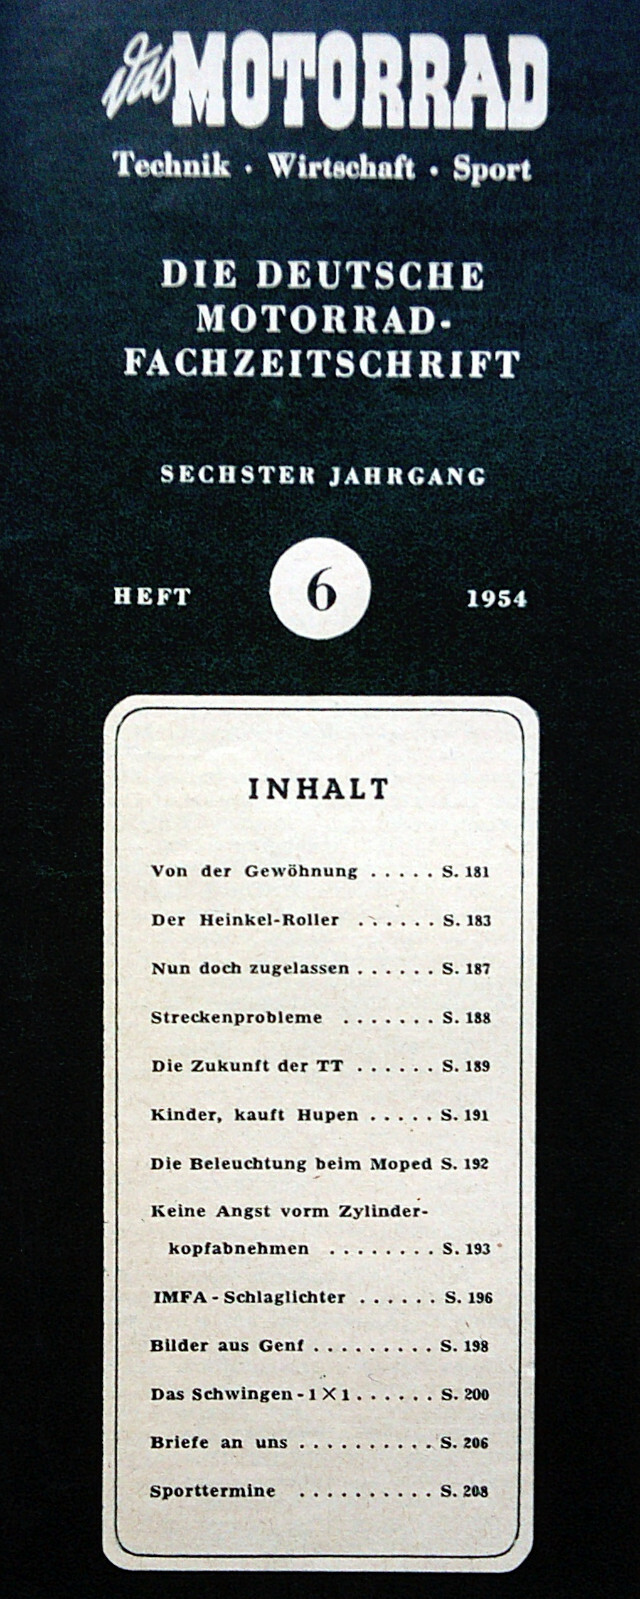 das MOTORRAD
Technik · Wirtschaft · Sport
DIE DEUTSCHE
MOTORRAD-
FACHZEITSCHRIFT
SECHSTER JAHRGANG
HEFT 6 1954
INHALT
Von der Gewöhnung . . . . . S. 181
Der Heinkel-Roller . . . . . . S. 183
Nun doch zugelassen . . . . . . S. 187
Streckenprobleme . . . . . . . S. 188
Die Zukunft der TT . . . . . . S. 189
Kinder, kauft Hupen . . . . . S. 191
Die Beleuchtung beim Moped S. 192
Keine Angst vorm Zylinder-
kopfabnehmen . . . . . . . . S. 193
IMFA - Schlaglichter . . . . . . S. 196
Bilder aus Genf . . . . . . . . . S. 198
Das Schwingen - 1 × 1 . . . . . . S. 200
Briefe an uns . . . . . . . . . . S. 206
Sporttermine . . . . . . . . . . S. 208